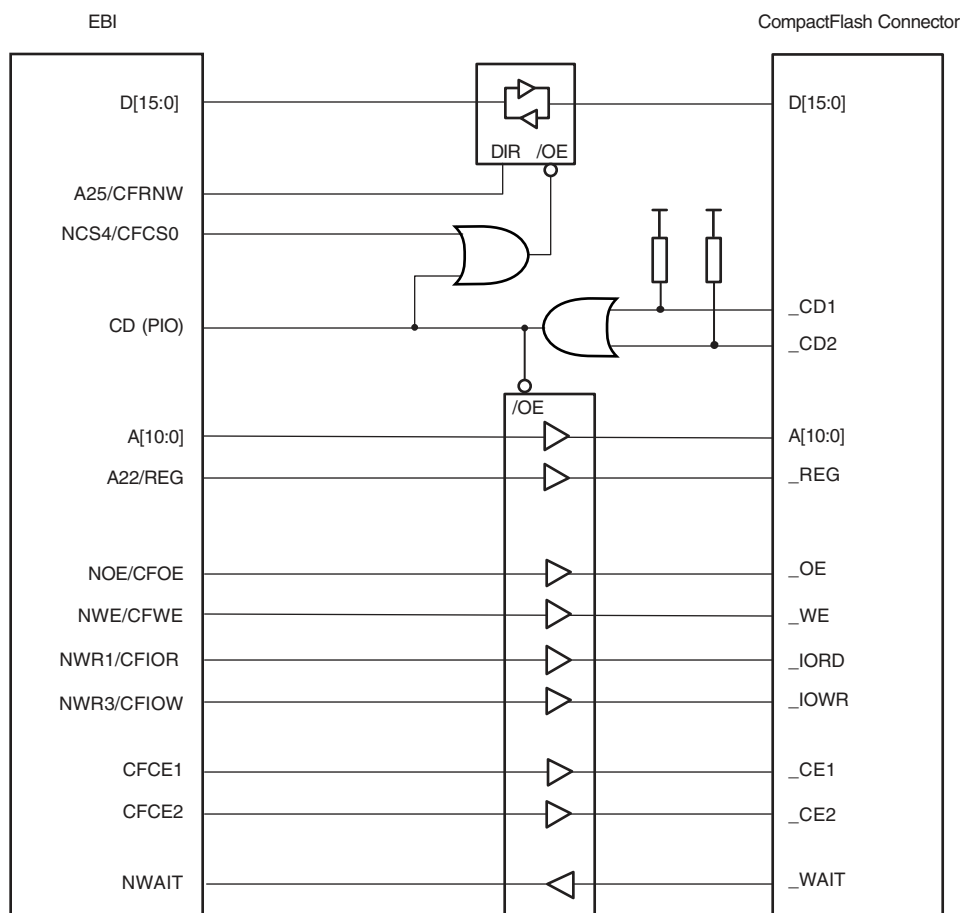 EBI
CompactFlash Connector
D[15:0]
D[15:0]
DIR /OE
A25/CFRNW
NCS4/CFCS0
_CD1
CD (PIO)
_CD2
/OE
A[10:0]
A[10:0]
A22/REG
_REG
NOE/CFOE
_OE
NWE/CFWE
_WE
NWR1/CFIOR
_IORD
NWR3/CFIOW
_IOWR
CFCE1
_CE1
CFCE2
_CE2
NWAIT
_WAIT